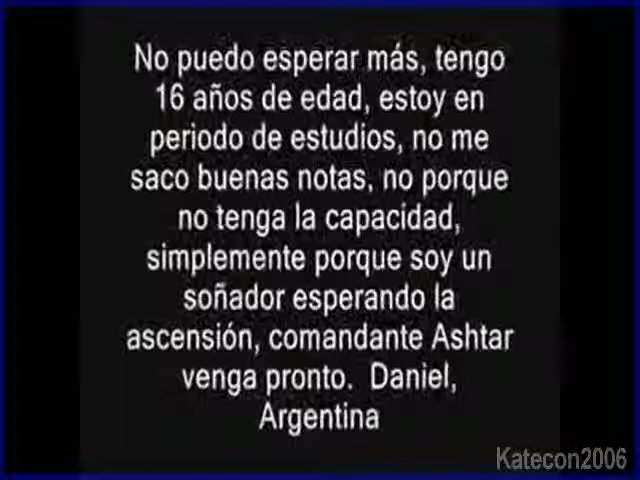 No puedo esperar más, tengo
16 años de edad, estoy en
periodo de estudios, no me
saco buenas notas, no porque
no tenga la capacidad,
simplemente porque soy un
soñador esperando la
ascensión, comandante Ashtar
venga pronto. Daniel,
Argentina
Katecon2006